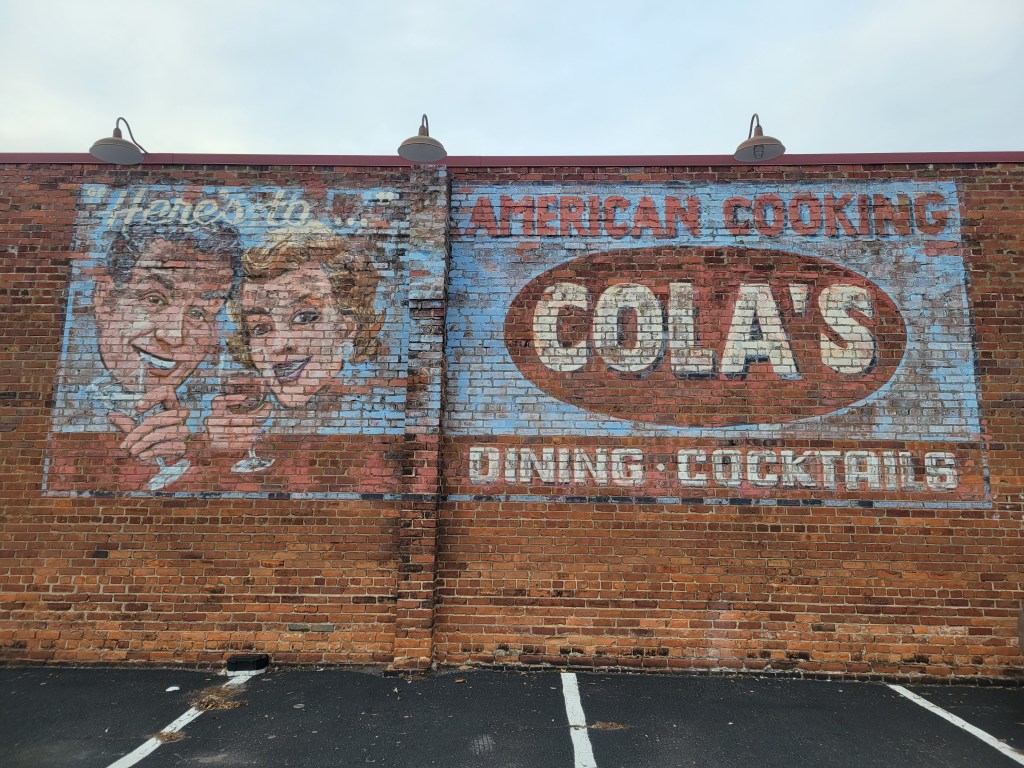 "Here's to..."
AMERICAN COOKING
COLA'S
DINING · COCKTAILS